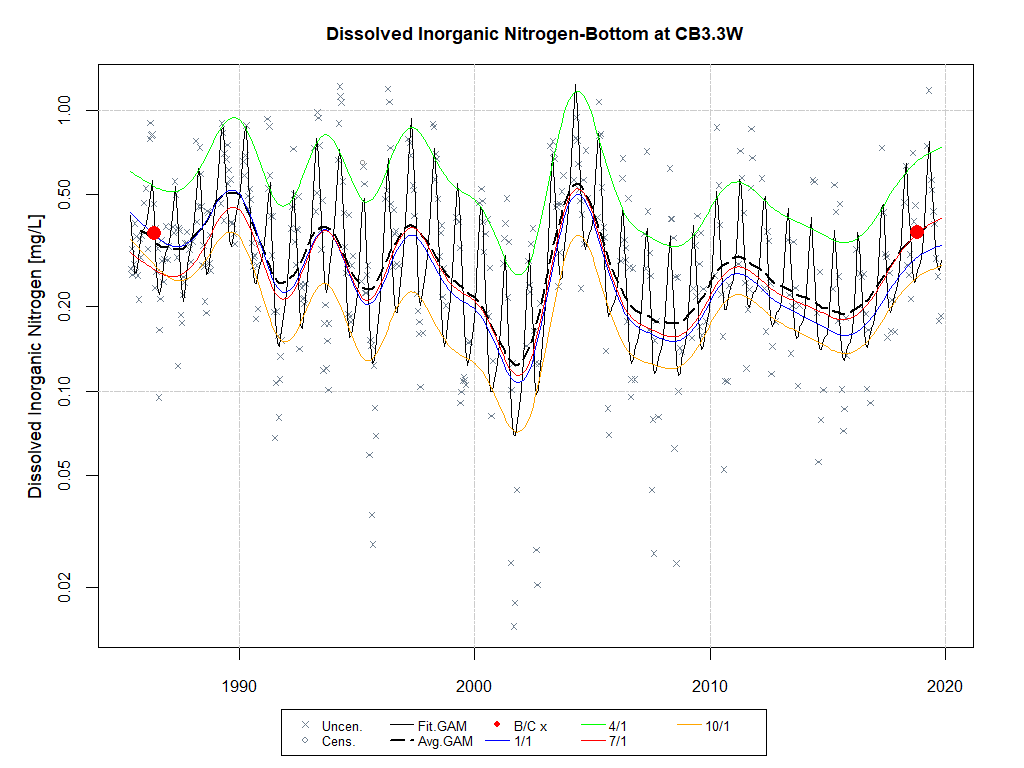 Dissolved Inorganic Nitrogen-Bottom at CB3.3W
Dissolved Inorganic Nitrogen [mg/L]
1.00
0.50
0.20
0.10
0.05
0.02
1990 2000 2010 2020
Uncen. Fit.GAM B/C x 4/1 10/1
Cens. Avg.GAM 1/1 7/1